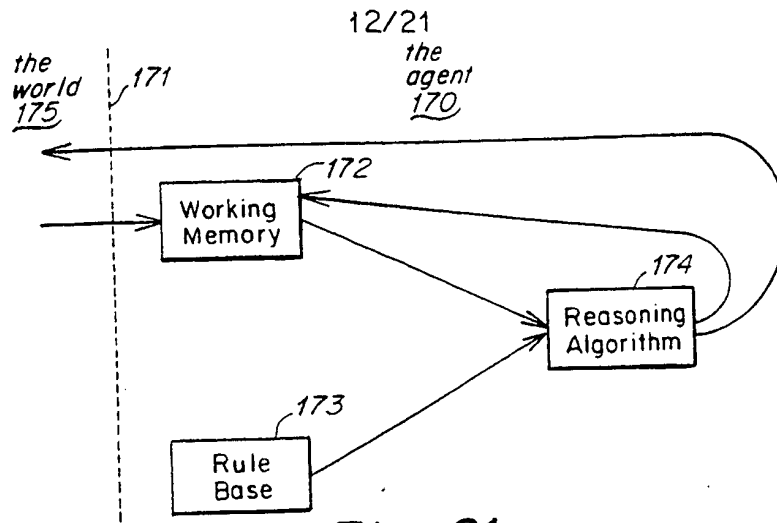 12/21
the
world
175
171
the
agent
170
172
Working
Memory
174
Reasoning
Algorithm
173
Rule
Base